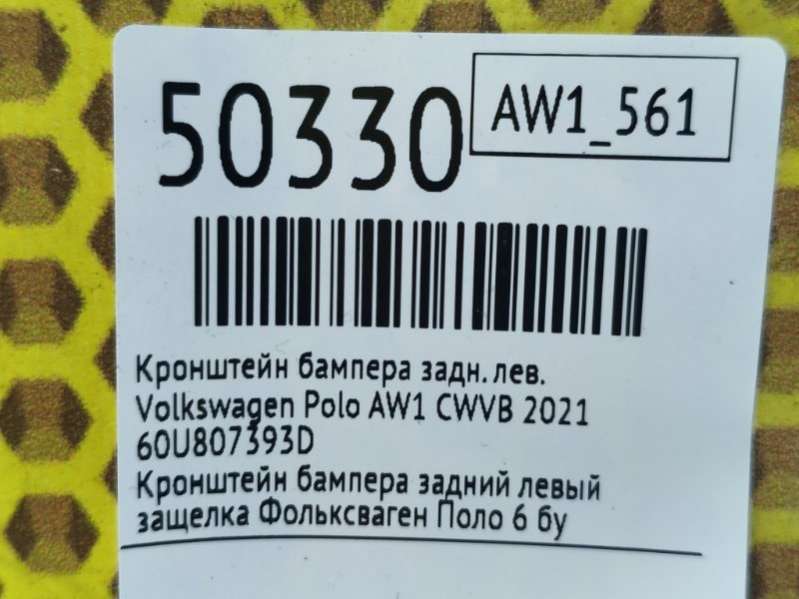 50330
AW1_561
Кронштейн бампера задн. лев.
Volkswagen Polo AW1 CWVB 2021
60U807393D
Кронштейн бампера задний левый
защелка Фольксваген Поло 6 бу